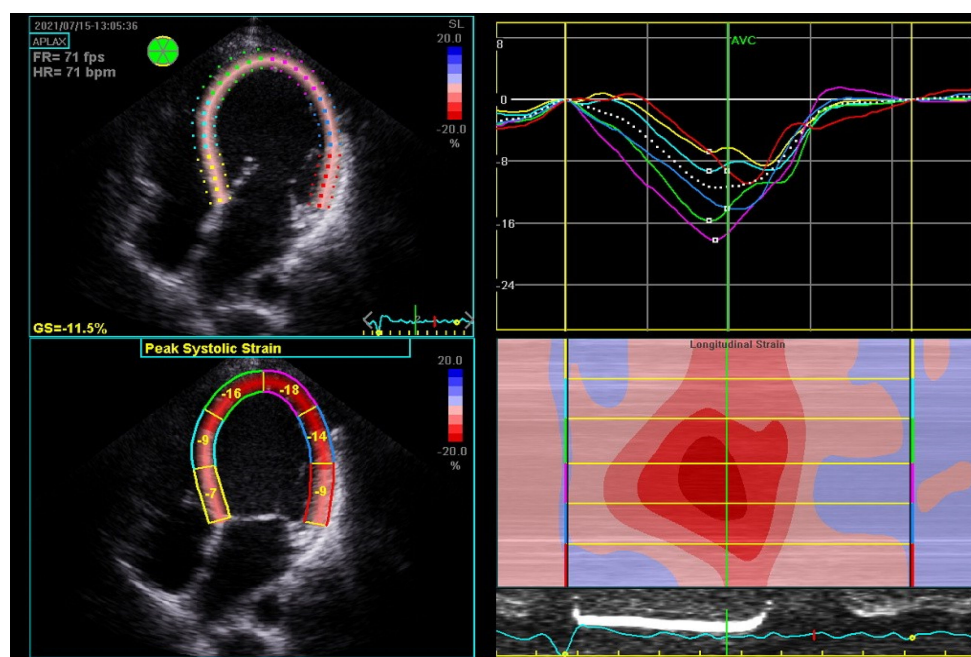 2021/07/15-13:05:36
APLAX
FR= 71 fps
HR= 71 bpm
SL
20.0
-20.0
%
GS=-11.5%
8
0
-8
-16
-24
AVC
Peak Systolic Strain
20.0
-20.0
%
-16
-18
-9
-14
-7
-9
Longitudinal Strain